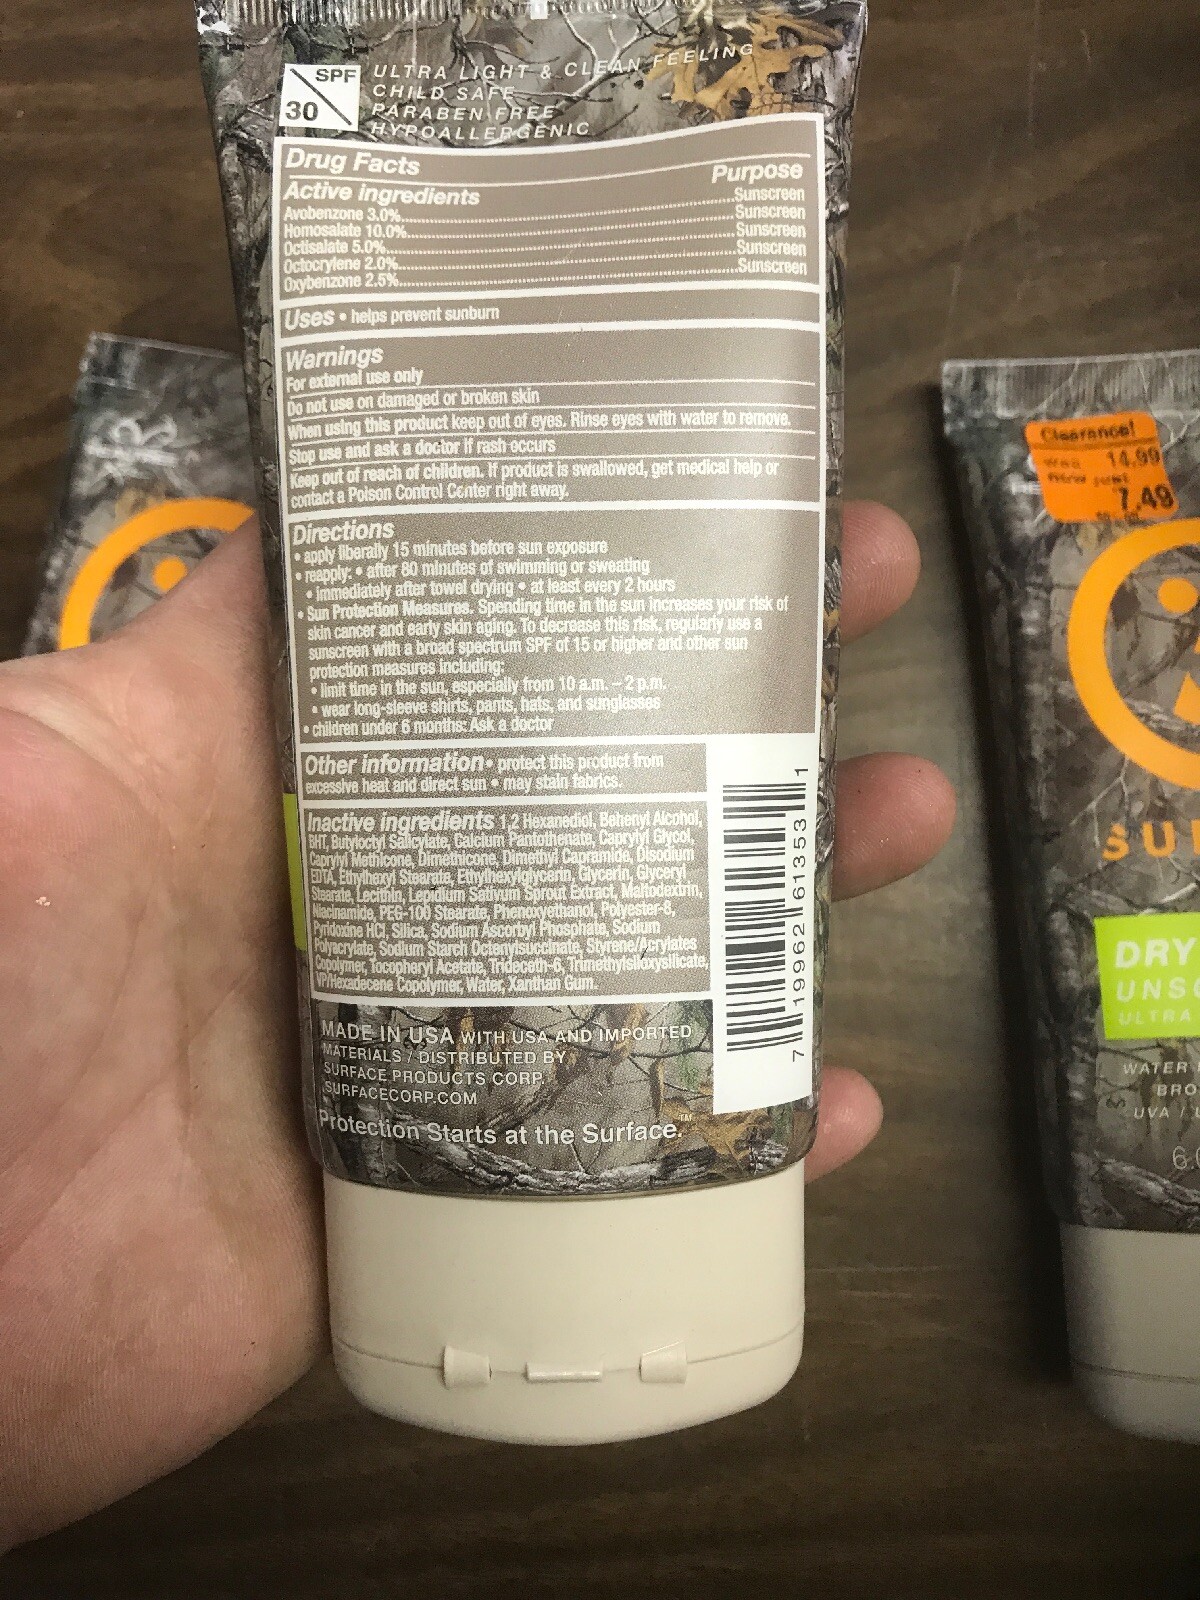 SPF
30
ULTRA LIGHT & CLEAN FEELING
CHILD SAFE
PARABEN FREE
HYPOALLERGENIC
Drug Facts
Active ingredients Purpose
Avobenzone 3.0%..........Sunscreen
Homosalate 10.0%..........Sunscreen
Octisalate 5.0%..........Sunscreen
Octocrylene 2.0%..........Sunscreen
Oxybenzone 2.5%..........Sunscreen
Uses • helps prevent sunburn
Warnings
For external use only
Do not use on damaged or broken skin
When using this product keep out of eyes. Rinse eyes with water to remove.
Stop use and ask a doctor if rash occurs
Keep out of reach of children. If product is swallowed, get medical help or
contact a Poison Control Center right away.
Directions
• apply liberally 15 minutes before sun exposure
• reapply: • after 80 minutes of swimming or sweating
• immediately after towel drying • at least every 2 hours
• Sun Protection Measures. Spending time in the sun increases your risk of
skin cancer and early skin aging. To decrease this risk, regularly use a
sunscreen with a broad spectrum SPF of 15 or higher and other sun
protection measures including:
• limit time in the sun, especially from 10 a.m. – 2 p.m.
• wear long-sleeve shirts, pants, hats, and sunglasses
• children under 6 months: Ask a doctor
Other information • protect this product from
excessive heat and direct sun • may stain fabrics.
Inactive ingredients 1,2 Hexanediol, Behenyl Alcohol,
BHT, Butyloctyl Salicylate, Calcium Pantothenate, Caprylyl Glycol,
Caprylyl Methicone, Dimethicone, Dimethyl Capramide, Disodium
EDTA, Ethylhexyl Stearate, Ethylhexylglycerin, Glycerin, Glyceryl
Stearate, Lecithin, Lepidium Sativum Sprout Extract, Maltodextrin,
Niacinamide, PEG-100 Stearate, Phenoxyethanol, Polyester-8,
Pyridoxine HCl, Silica, Sodium Ascorbyl Phosphate, Sodium
Polyacrylate, Sodium Starch Octenylsuccinate, Styrene/Acrylates
Copolymer, Tocopheryl Acetate, Trideceth-6, Trimethylsiloxysilicate,
VP/Hexadecene Copolymer, Water, Xanthan Gum.
7 19962 61353 1
MADE IN USA WITH USA AND IMPORTED
MATERIALS / DISTRIBUTED BY
SURFACE PRODUCTS CORP.
SURFACECORP.COM
Protection Starts at the Surface.™
Clearance!
Was 14.99
Now just
7.49
SU
DRY
UNSC
ULTRA
WATER
BRO
UVA /
6.0